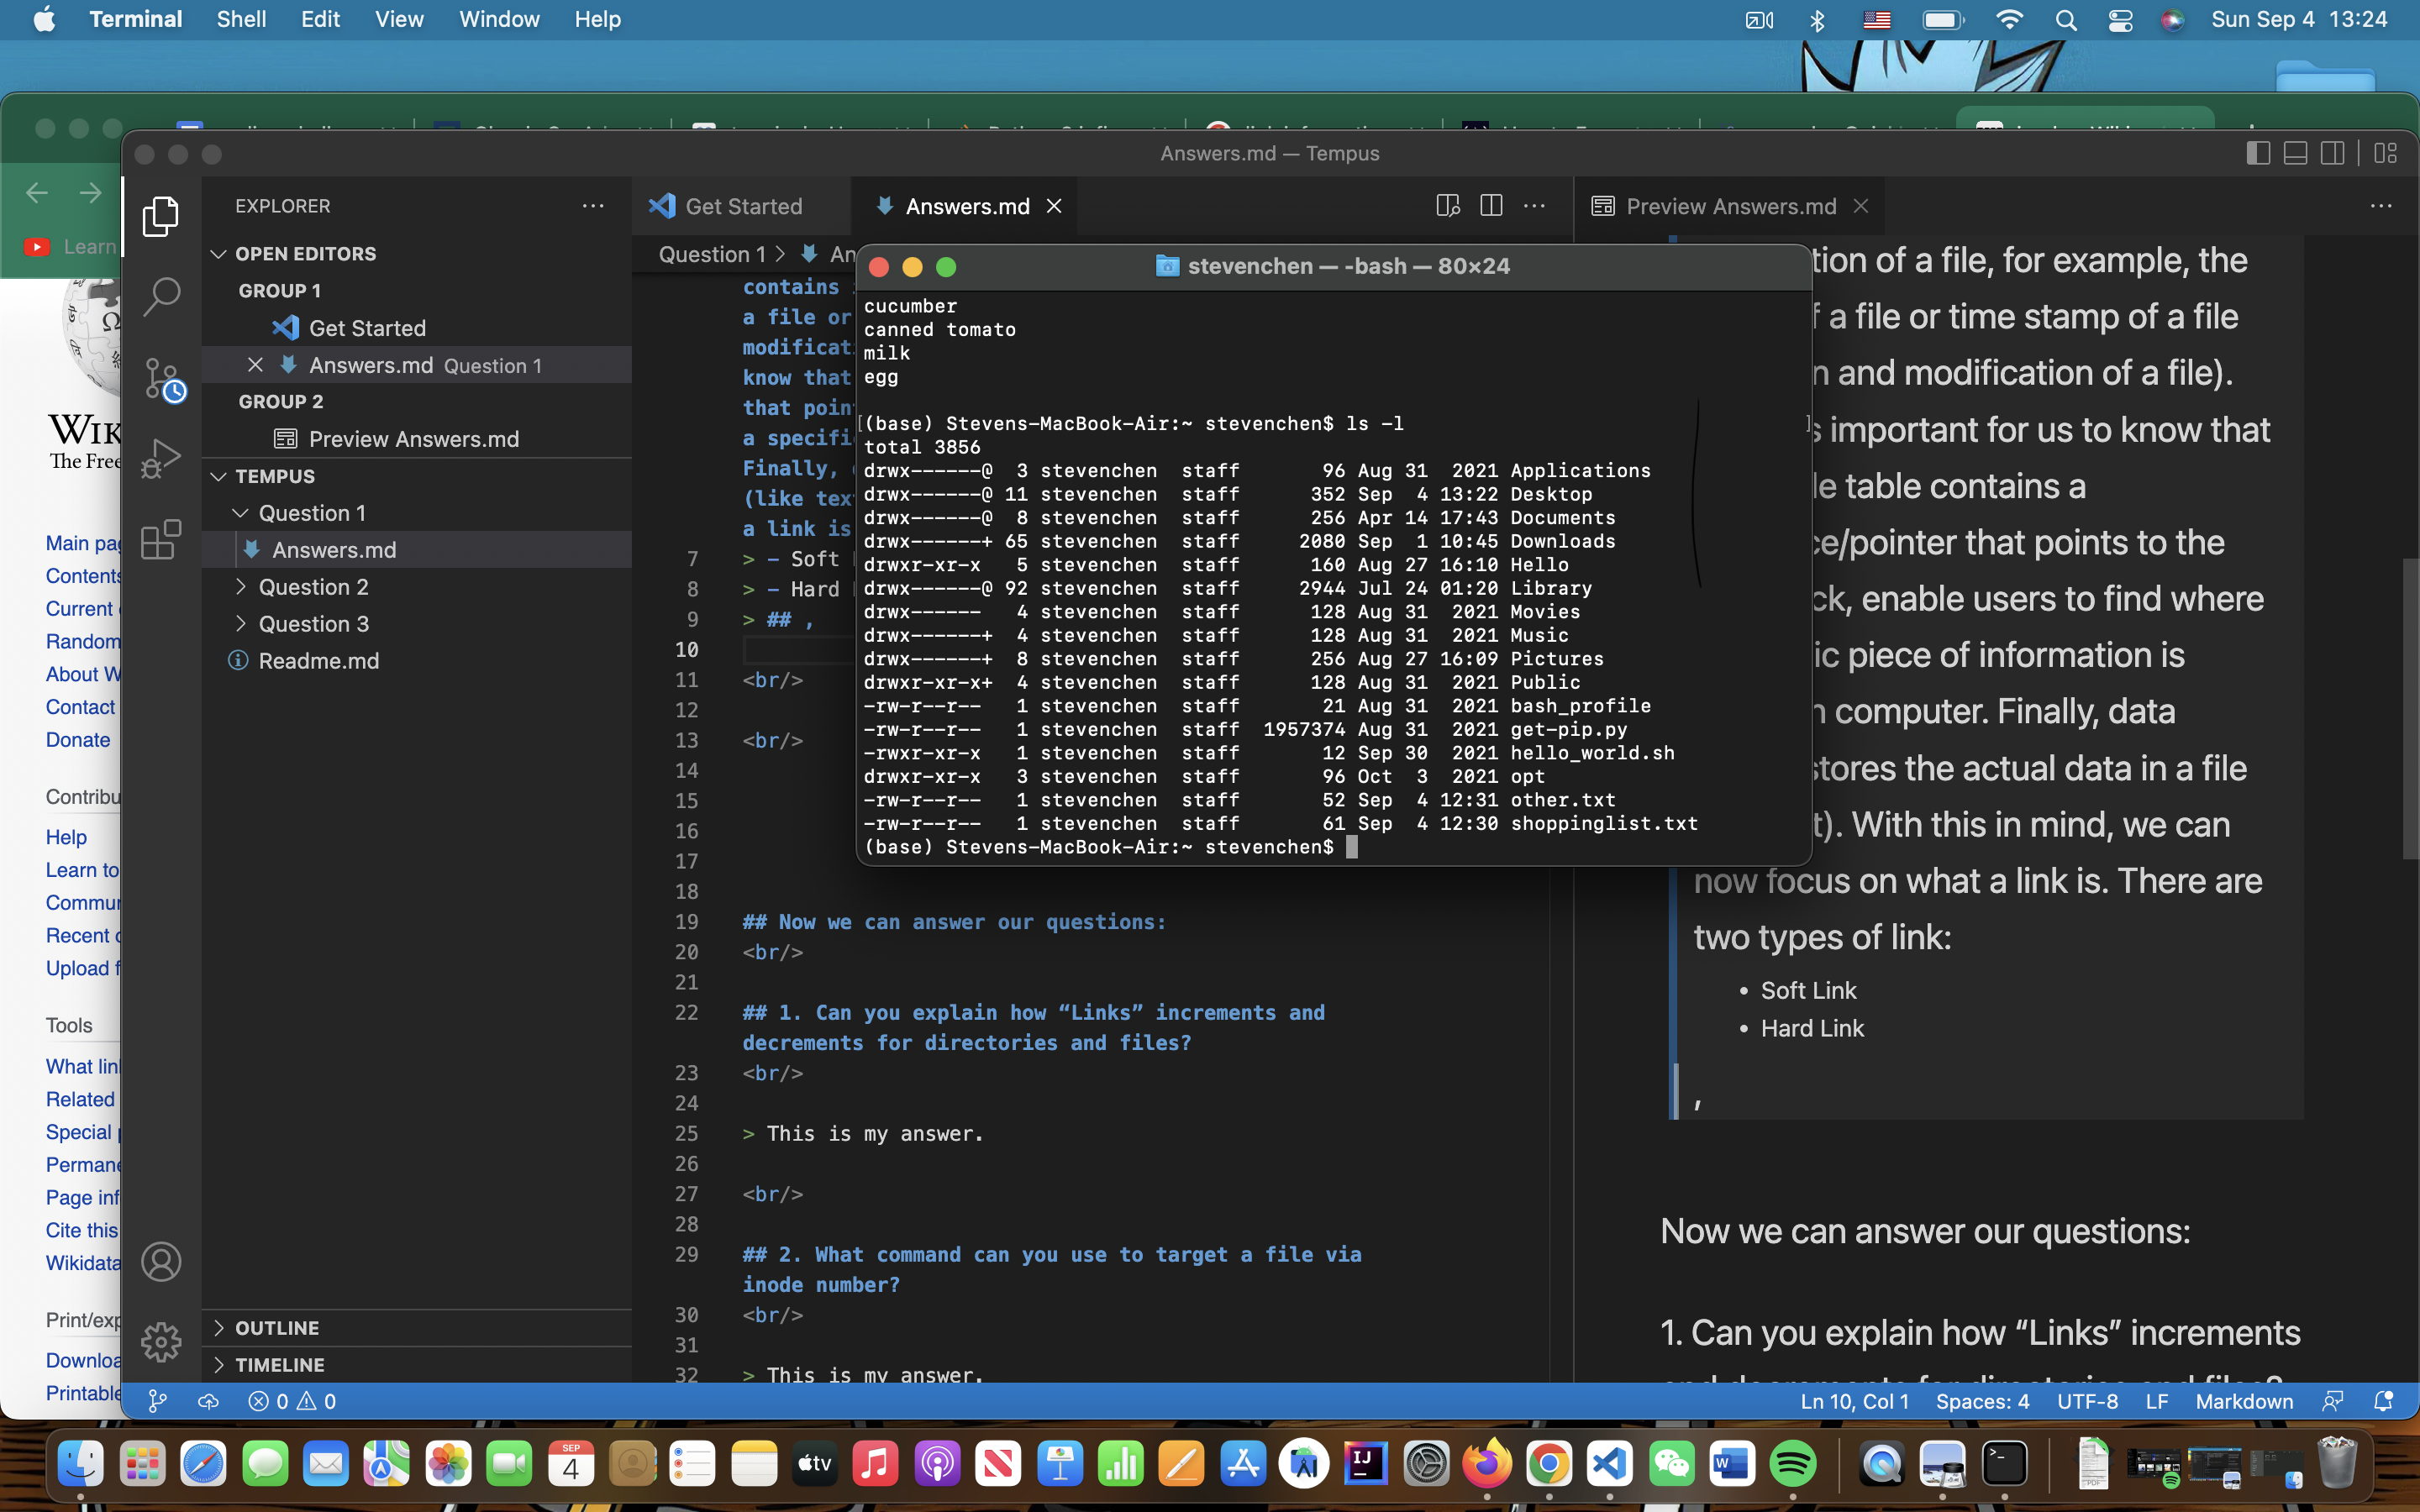 Terminal Shell Edit View Window Help Sun Sep 4 13:24
Answers.md — Tempus
Learn
WIK
The Free
Main
Contents
Current
Random
About
Contact
Donate
Help
Learn to
Recent
Upload
Tools
What
Related
Special
Page
Cite this
Wikidata
EXPLORER
OPEN EDITORS
GROUP 1
Get Started
Answers.md Question 1
GROUP 2
Preview Answers.md
TEMPUS
Question 1
Answers.md
Question 2
Question 3
Readme.md
OUTLINE
TIMELINE
Get Started Answers.md
Question 1 >
contains
a file or
know that
that
a
Finally,
(like
a link is
7 > - Soft
8 > - Hard
9 > ## ,
10
11 <br/>
12
13 <br/>
14
15
16
17
18
19 ## Now we can answer our questions:
20 <br/>
21
22 ## 1. Can you explain how “Links” increments and
decrements for directories and files?
23 <br/>
24
25 > This is my answer.
26
27 <br/>
28
29 ## 2. What command can you use to target a file via
inode number?
30 <br/>
31
32 > This is my answer.
stevenchen — -bash — 80×24
cucumber
canned tomato
milk
egg
[(base) Stevens-MacBook-Air:~ stevenchen$ ls -l ]
total 3856
drwx------@ 3 stevenchen staff 96 Aug 31 2021 Applications
drwx------@ 11 stevenchen staff 352 Sep 4 13:22 Desktop
drwx------@ 8 stevenchen staff 256 Apr 14 17:43 Documents
drwx------+ 65 stevenchen staff 2080 Sep 1 10:45 Downloads
drwxr-xr-x 5 stevenchen staff 160 Aug 27 16:10 Hello
drwx------@ 92 stevenchen staff 2944 Jul 24 01:20 Library
drwx------ 4 stevenchen staff 128 Aug 31 2021 Movies
drwx------+ 4 stevenchen staff 128 Aug 31 2021 Music
drwx------+ 8 stevenchen staff 256 Aug 27 16:09 Pictures
drwxr-xr-x+ 4 stevenchen staff 128 Aug 31 2021 Public
-rw-r--r-- 1 stevenchen staff 21 Aug 31 2021 bash_profile
-rw-r--r-- 1 stevenchen staff 1957374 Aug 31 2021 get-pip.py
-rwxr-xr-x 1 stevenchen staff 12 Sep 30 2021 hello_world.sh
drwxr-xr-x 3 stevenchen staff 96 Oct 3 2021 opt
-rw-r--r-- 1 stevenchen staff 52 Sep 4 12:31 other.txt
-rw-r--r-- 1 stevenchen staff 61 Sep 4 12:30 shoppinglist.txt
(base) Stevens-MacBook-Air:~ stevenchen$
Preview Answers.md
tion of a file, for example, the
a file or time stamp of a file
and modification of a file).
important for us to know that
table contains a
/pointer that points to the
ck, enable users to find where
ic piece of information is
computer. Finally, data
stores the actual data in a file
t). With this in mind, we can
now focus on what a link is. There are
two types of link:
• Soft Link
• Hard Link
,
Now we can answer our questions:
1. Can you explain how “Links” increments
and decrements for directories and files?
0 0 Ln 10, Col 1 Spaces: 4 UTF-8 LF Markdown
SEP
4
tv
IJ
W
PDF